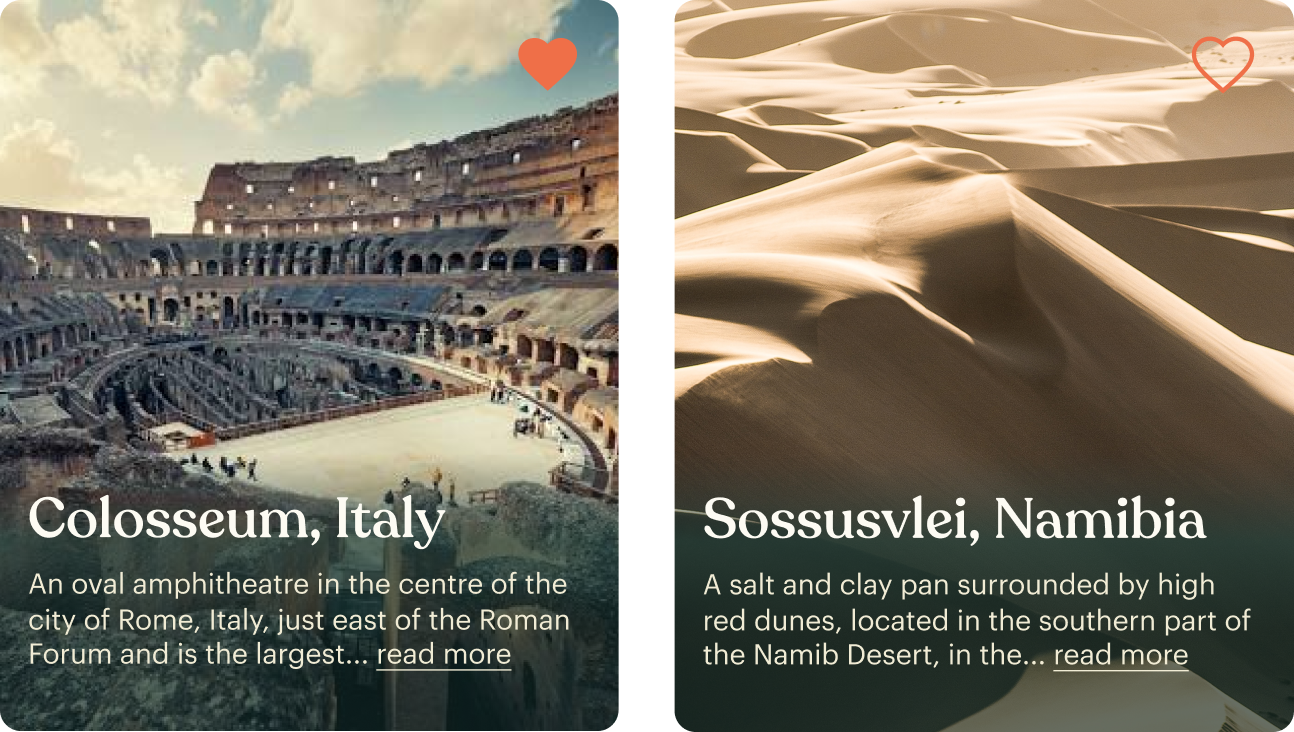 Colosseum, Italy
An oval amphitheatre in the centre of the
city of Rome, Italy, just east of the Roman
Forum and is the largest... read more
Sossusvlei, Namibia
A salt and clay pan surrounded by high
red dunes, located in the southern part of
the Namib Desert, in the... read more